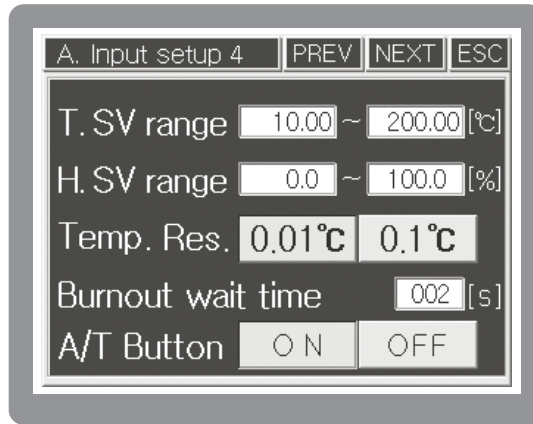 A. Input setup 4 PREV NEXT ESC
T. SV range 10.00 ~ 200.00 [℃]
H. SV range 0.0 ~ 100.0 [%]
Temp. Res. 0.01℃ 0.1℃
Burnout wait time 002 [s]
A/T Button ON OFF